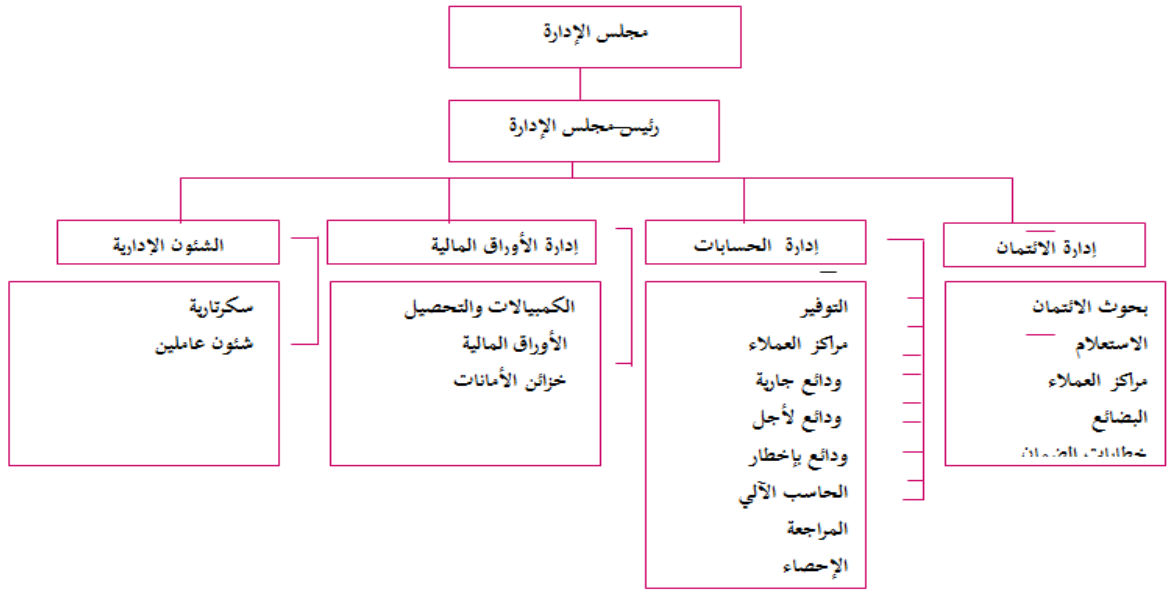 مجلس الإدارة
رئيس مجلس الإدارة
إدارة الائتمان
بحوث الائتمان
الاستعلام
مراكز العملاء
البضائع
خطابات الضمان
إدارة الحسابات
التوفير
مراكز العملاء
ودائع جارية
ودائع لأجل
ودائع بإخطار
الحاسب الآلي
المراجعة
الإحصاء
إدارة الأوراق المالية
الكمبيالات والتحصيل
الأوراق المالية
خزائن الأمانات
الشئون الإدارية
سكرتارية
شئون عاملين